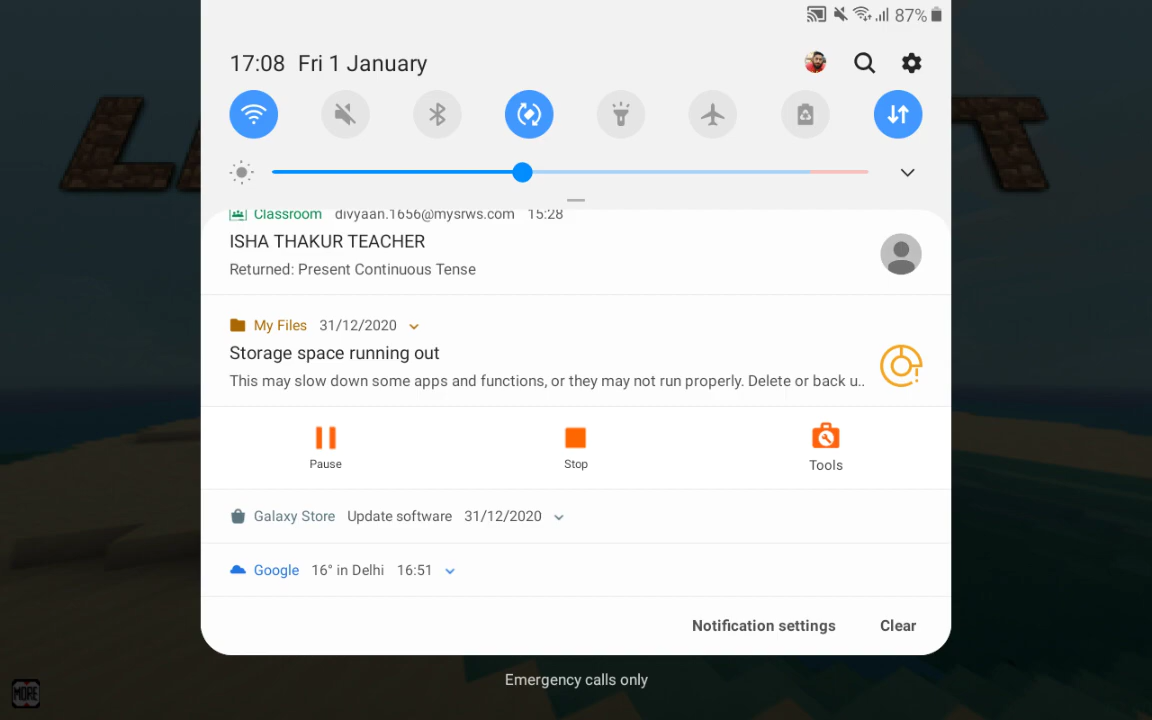 87%
17:08 Fri 1 January
Classroom divyaan.1656@mysrws.com 15:28
ISHA THAKUR TEACHER
Returned: Present Continuous Tense
My Files 31/12/2020
Storage space running out
This may slow down some apps and functions, or they may not run properly. Delete or back u..
Pause Stop Tools
Galaxy Store Update software 31/12/2020
Google 16° in Delhi 16:51
Notification settings Clear
Emergency calls only
MORE